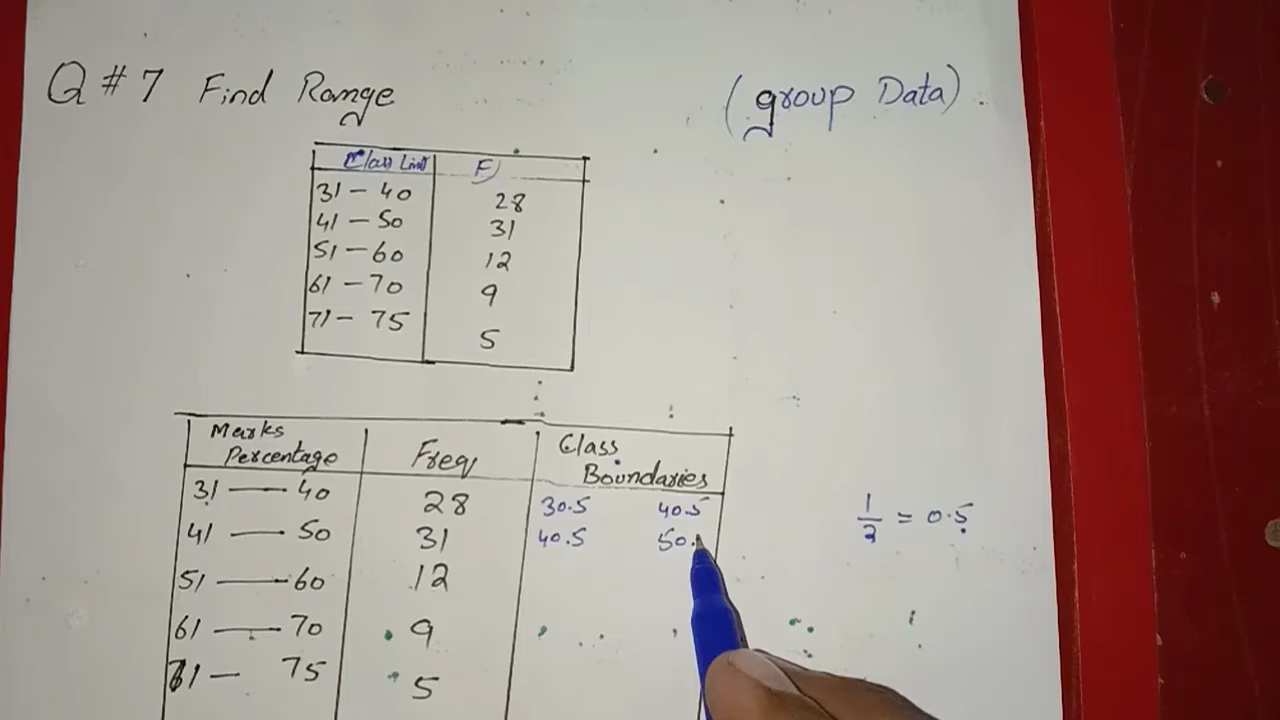 Q # 7 Find Range (group Data).
Class Limit F
31 - 40 28
41 - 50 31
51 - 60 12
61 - 70 9
71 - 75 5
Marks Percentage Freq Class Boundaries
31 - 40 28 30.5 40.5
41 - 50 31 40.5 50.
51 - 60 12
61 - 70 9
71 - 75 5
1/2 = 0.5